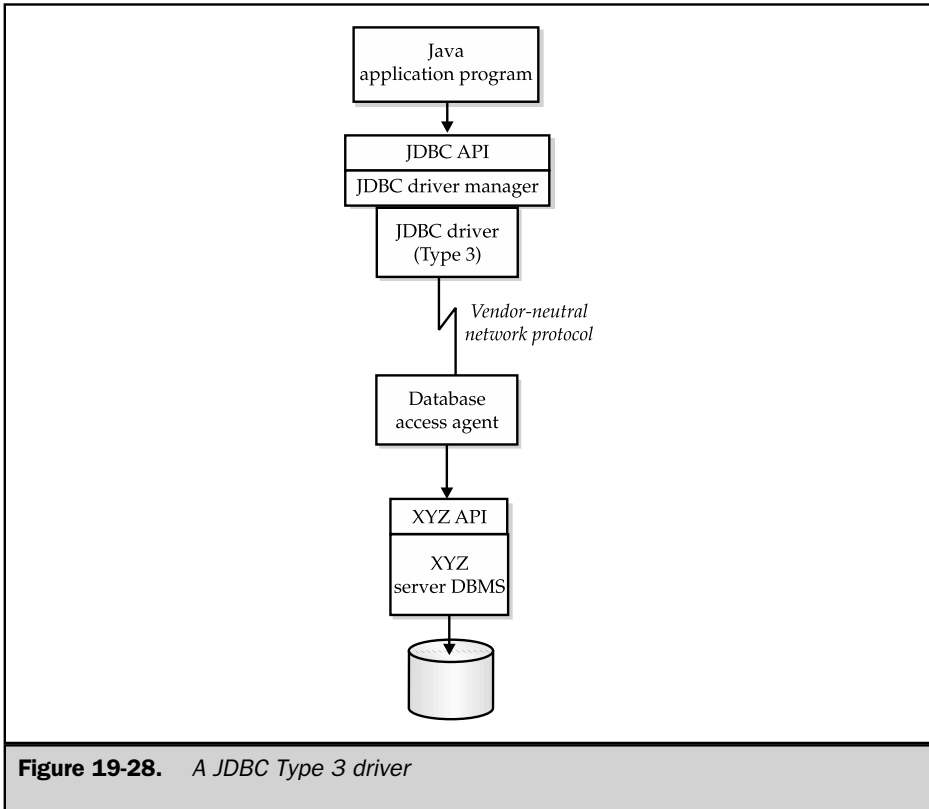 Java
application program
JDBC API
JDBC driver manager
JDBC driver
(Type 3)
Vendor-neutral
network protocol
Database
access agent
XYZ API
XYZ
server DBMS
Figure 19-28. A JDBC Type 3 driver